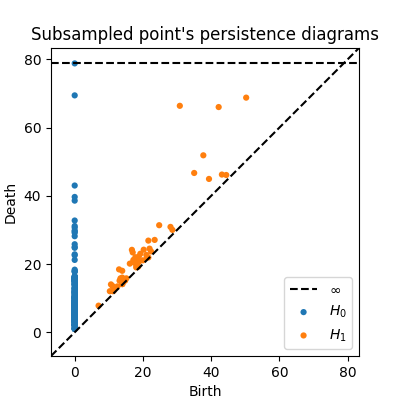 Subsampled point's persistence diagrams
80
60
40
20
0
Death
0 20 40 60 80
Birth
∞
H₀
H₁